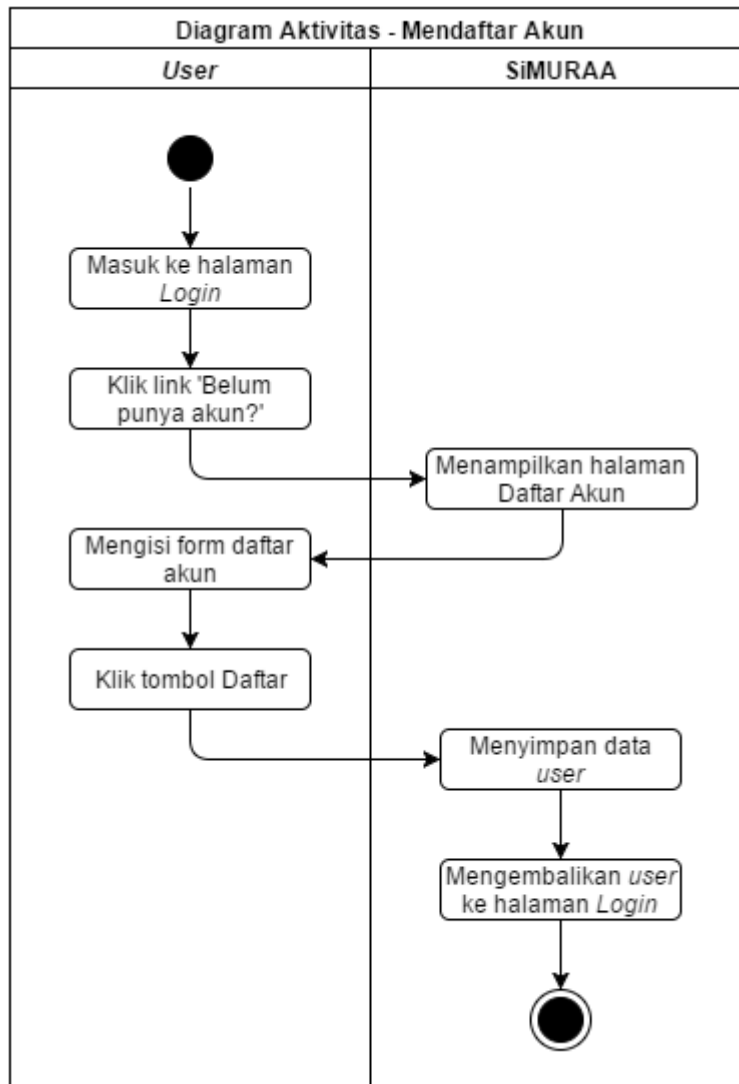 Diagram Aktivitas - Mendaftar Akun
User
SiMURAA
Masuk ke halaman
Login
Klik link 'Belum
punya akun?'
Menampilkan halaman
Daftar Akun
Mengisi form daftar
akun
Klik tombol Daftar
Menyimpan data
user
Mengembalikan user
ke halaman Login